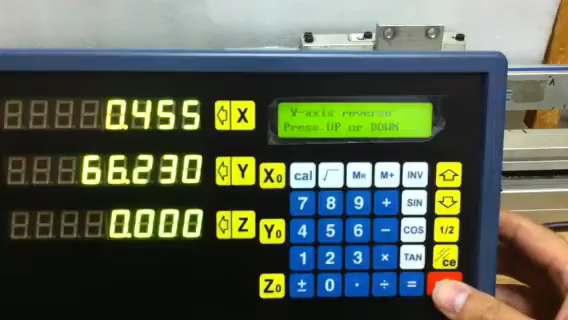 0.455 X
Y-axis reverse
Press UP or DOWN
66.230 Y
0.000 Z
X0 cal √ MR M+ INV
7 8 9 + SIN
Y0 4 5 6 − COS 1/2
1 2 3 × TAN ce
Z0 ± 0 · ÷ =